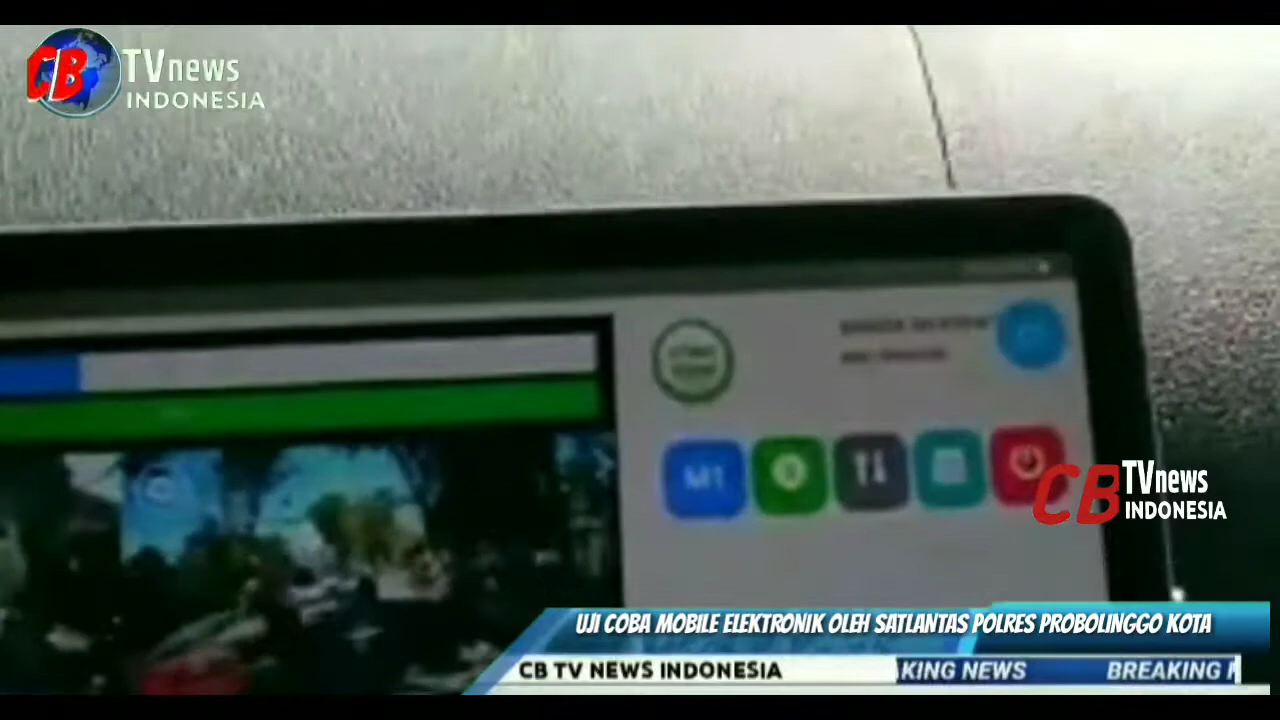 CB TVnews
INDONESIA
M1
CB TVnews
INDONESIA
UJI COBA MOBILE ELEKTRONIK OLEH SATLANTAS POLRES PROBOLINGGO KOTA
CB TV NEWS INDONESIA
KING NEWS BREAKING